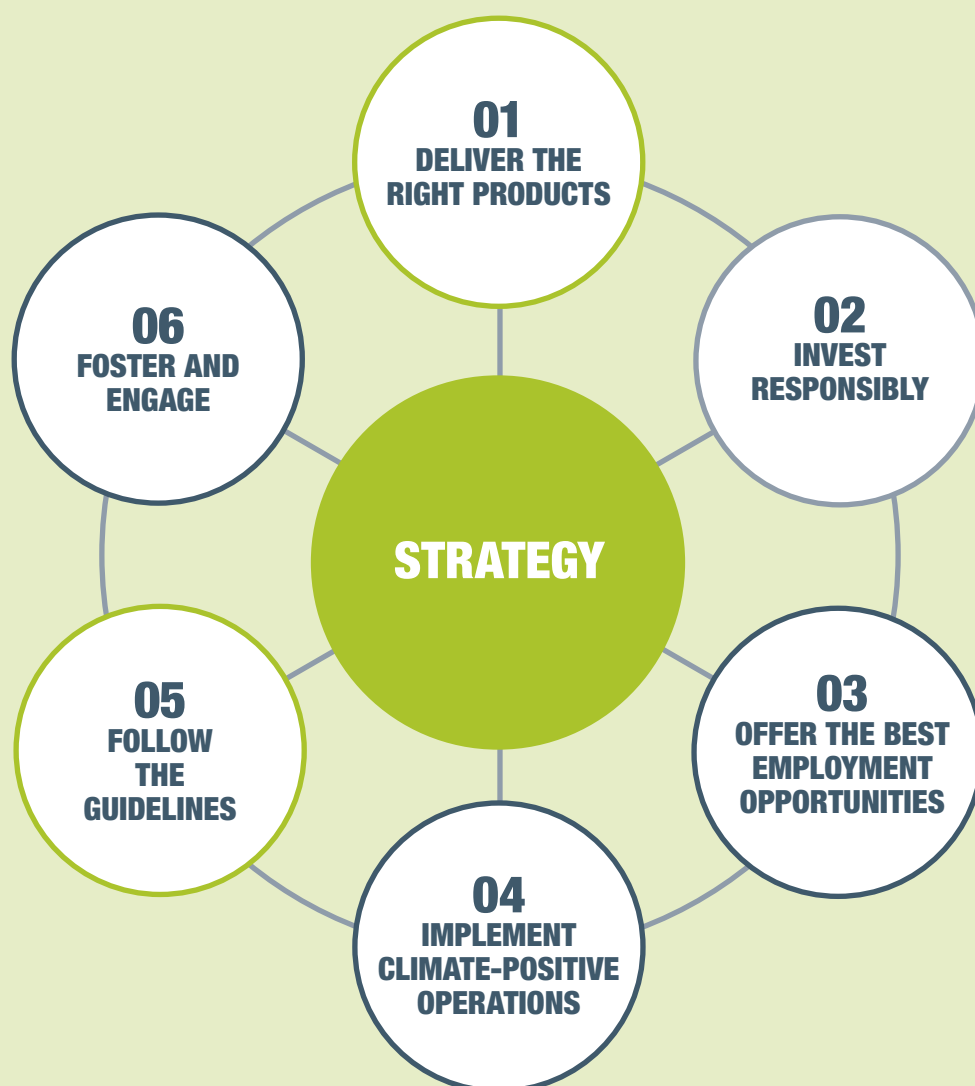 01
DELIVER THE
RIGHT PRODUCTS
02
INVEST
RESPONSIBLY
03
OFFER THE BEST
EMPLOYMENT
OPPORTUNITIES
04
IMPLEMENT
CLIMATE-POSITIVE
OPERATIONS
05
FOLLOW
THE
GUIDELINES
06
FOSTER AND
ENGAGE
STRATEGY